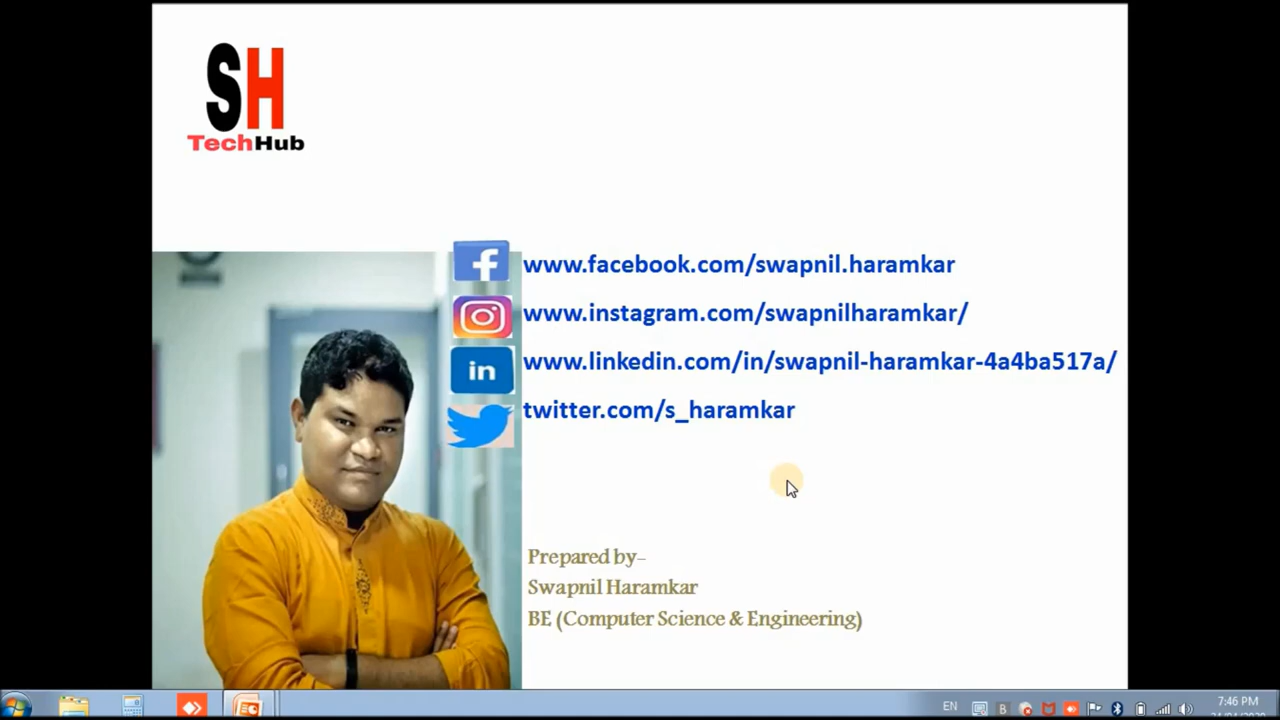 SH
TechHub
www.facebook.com/swapnil.haramkar
www.instagram.com/swapnilharamkar/
in
www.linkedin.com/in/swapnil-haramkar-4a4ba517a/
twitter.com/s_haramkar
Prepared by-
Swapnil Haramkar
BE (Computer Science & Engineering)
EN
7:46 PM